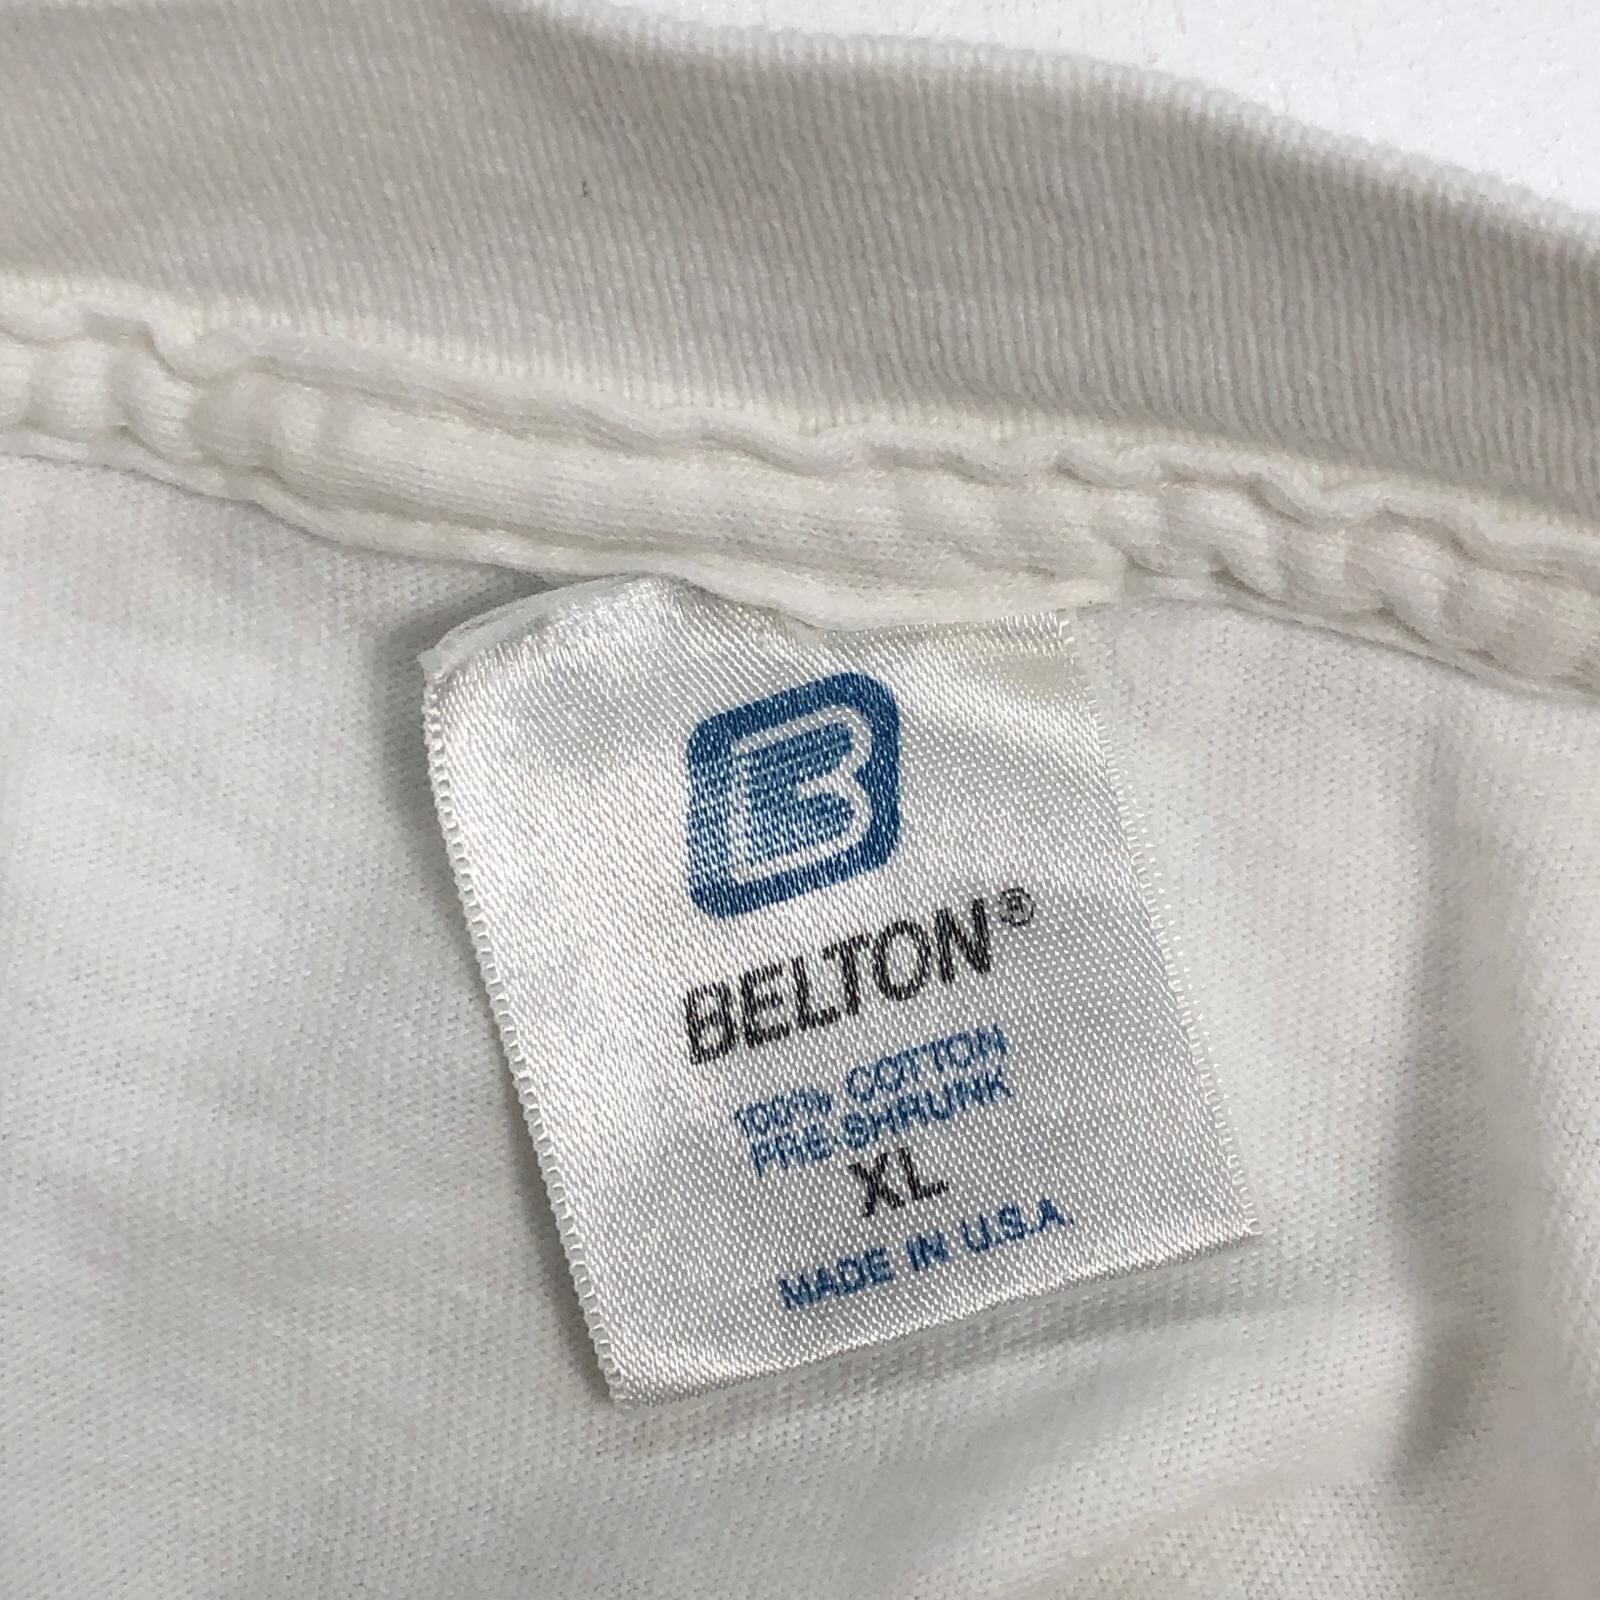 B
BELTON®
100% COTTON
PRE SHRUNK
XL
MADE IN U.S.A.